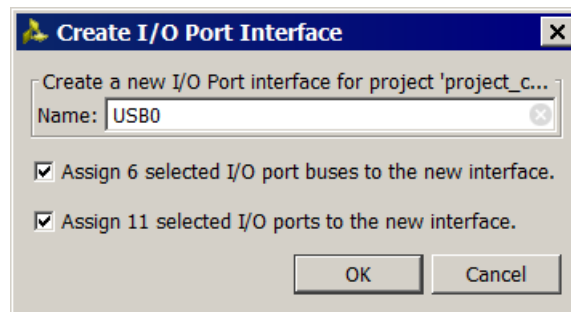 Create I/O Port Interface
Create a new I/O Port interface for project 'project_c...
Name: USB0
Assign 6 selected I/O port buses to the new interface.
Assign 11 selected I/O ports to the new interface.
OK Cancel